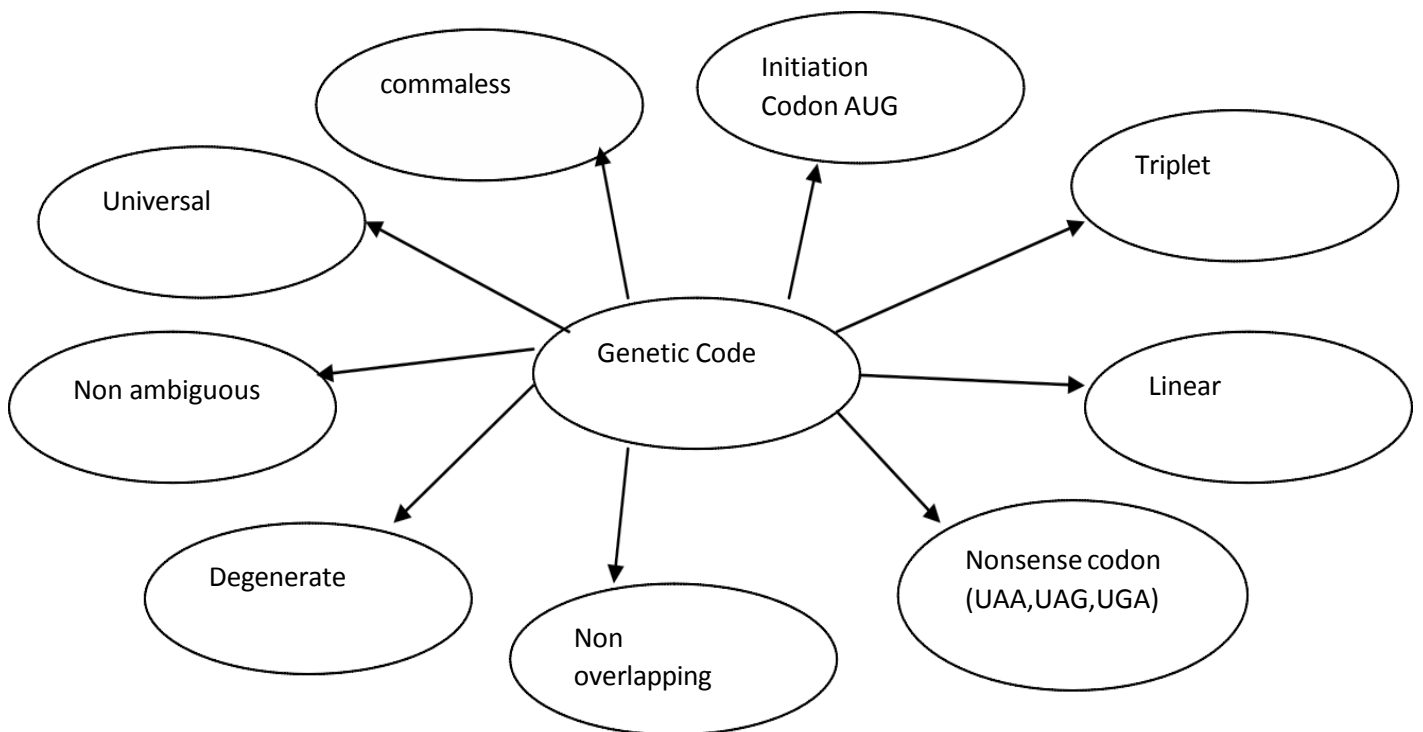 commaless
Initiation
Codon AUG
Universal
Triplet
Genetic Code
Non ambiguous
Linear
Degenerate
Nonsense codon
(UAA,UAG,UGA)
Non
overlapping